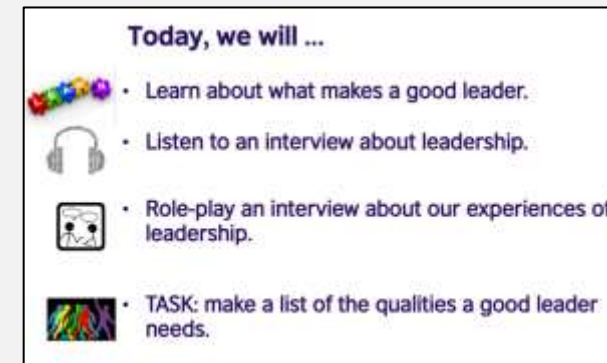 Today, we will ...
• Learn about what makes a good leader.
• Listen to an interview about leadership.
• Role-play an interview about our experiences of
leadership.
• TASK: make a list of the qualities a good leader
needs.